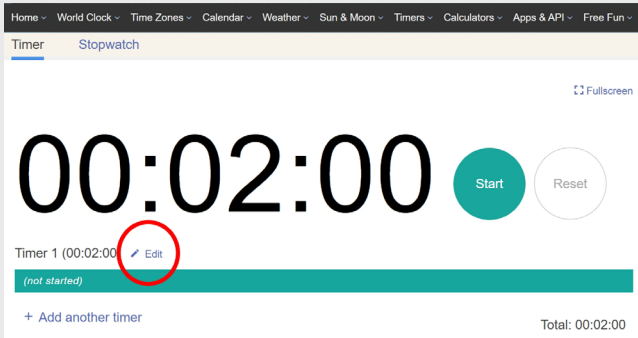 Home World Clock Time Zones Calendar Weather Sun & Moon Timers Calculators Apps & API Free Fun
Timer Stopwatch
Fullscreen
00:02:00 Start Reset
Timer 1 (00:02:00 Edit
(not started)
+ Add another timer
Total: 00:02:00